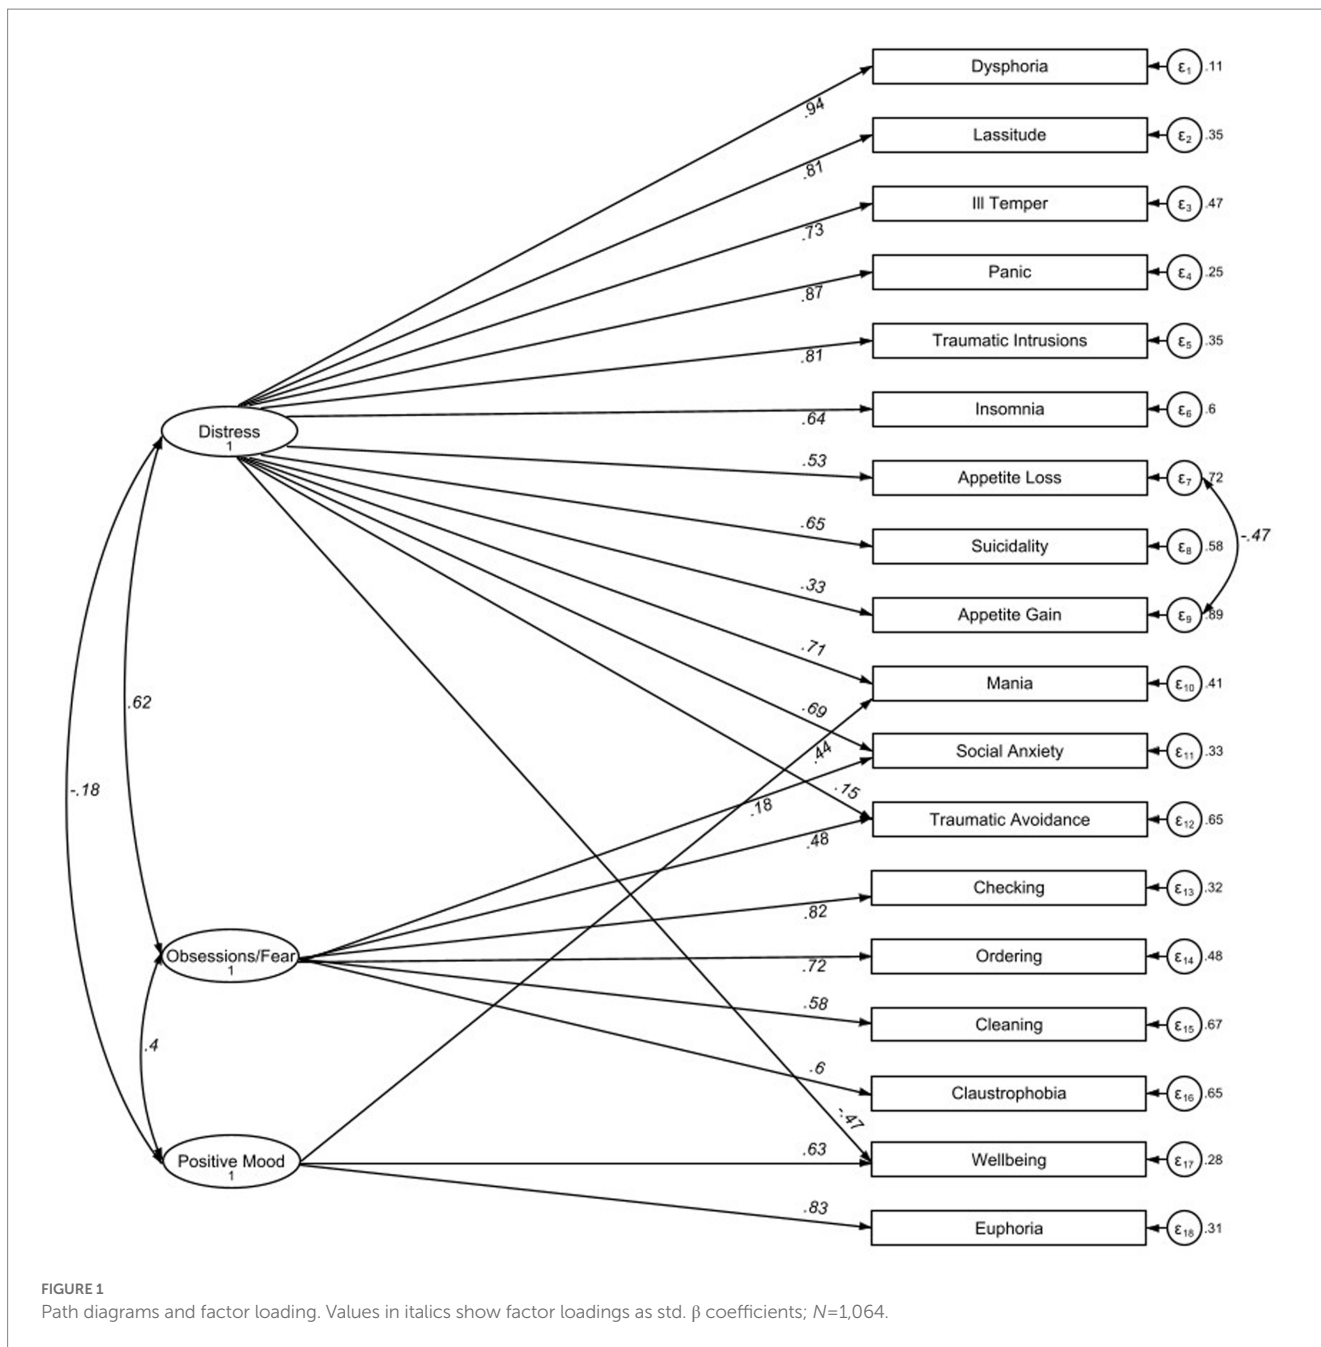 Dysphoria
ε1 .11
.94
Lassitude
ε2 .35
.81
Ill Temper
ε3 .47
.73
Panic
ε4 .25
.87
Traumatic Intrusions
ε5 .35
.81
Insomnia
ε6 .6
.64
Distress
1
.53
Appetite Loss
ε7 .72
.65
Suicidality
ε8 .58
-.47
.33
Appetite Gain
ε9 .89
.71
Mania
ε10 .41
.62
.69
.44
Social Anxiety
ε11 .33
-.18
.15
.18
Traumatic Avoidance
ε12 .65
.48
Checking
ε13 .32
.82
Obsessions/Fear
1
.72
Ordering
ε14 .48
.58
Cleaning
ε15 .67
.4
.6
Claustrophobia
ε16 .65
-.47
Positive Mood
1
.63
Wellbeing
ε17 .28
.83
Euphoria
ε18 .31
FIGURE 1
Path diagrams and factor loading. Values in italics show factor loadings as std. β coefficients; N=1,064.